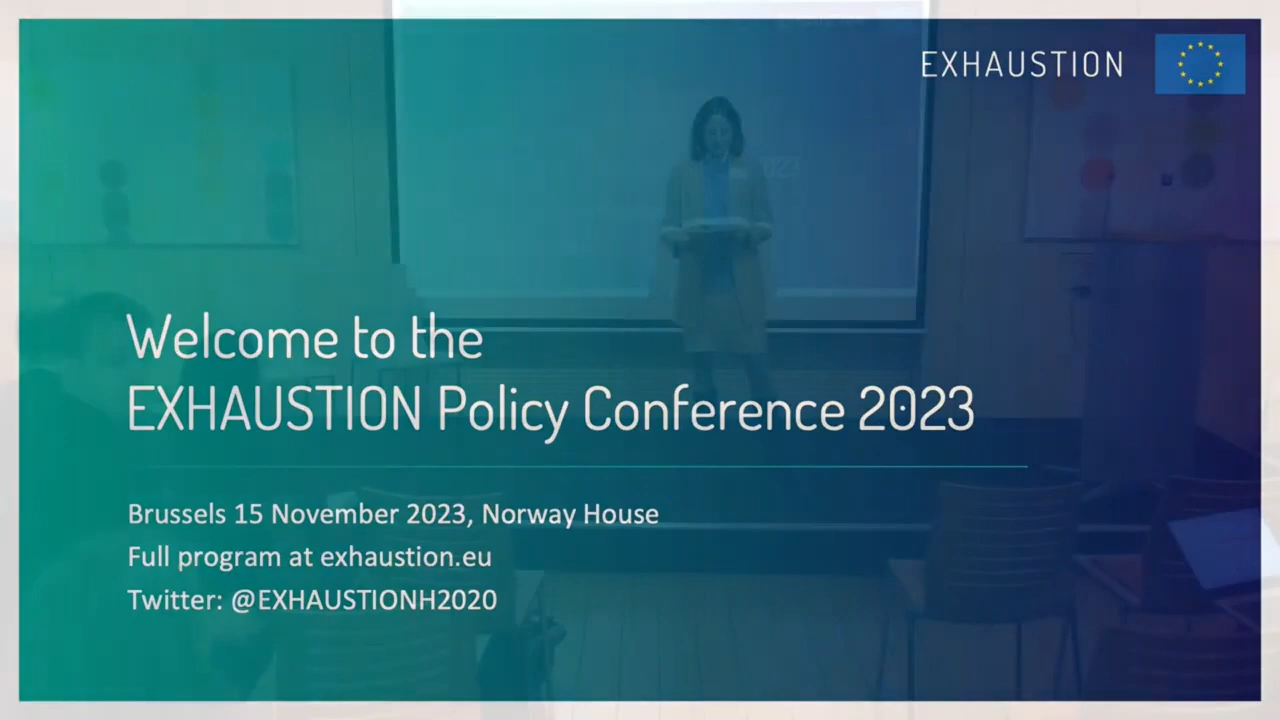 EXHAUSTION
Welcome to the
EXHAUSTION Policy Conference 2023
Brussels 15 November 2023, Norway House
Full program at exhaustion.eu
Twitter: @EXHAUSTIONH2020